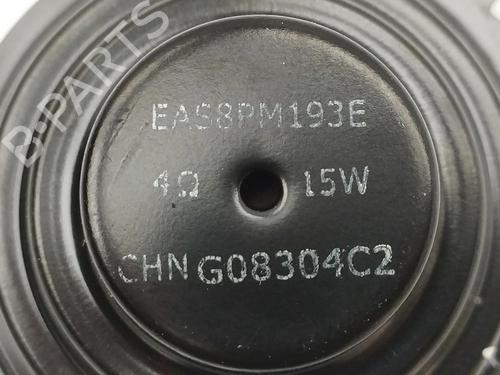 B-PARTS
EAS8PM193E
4Ω 15W
CHN G08304C2